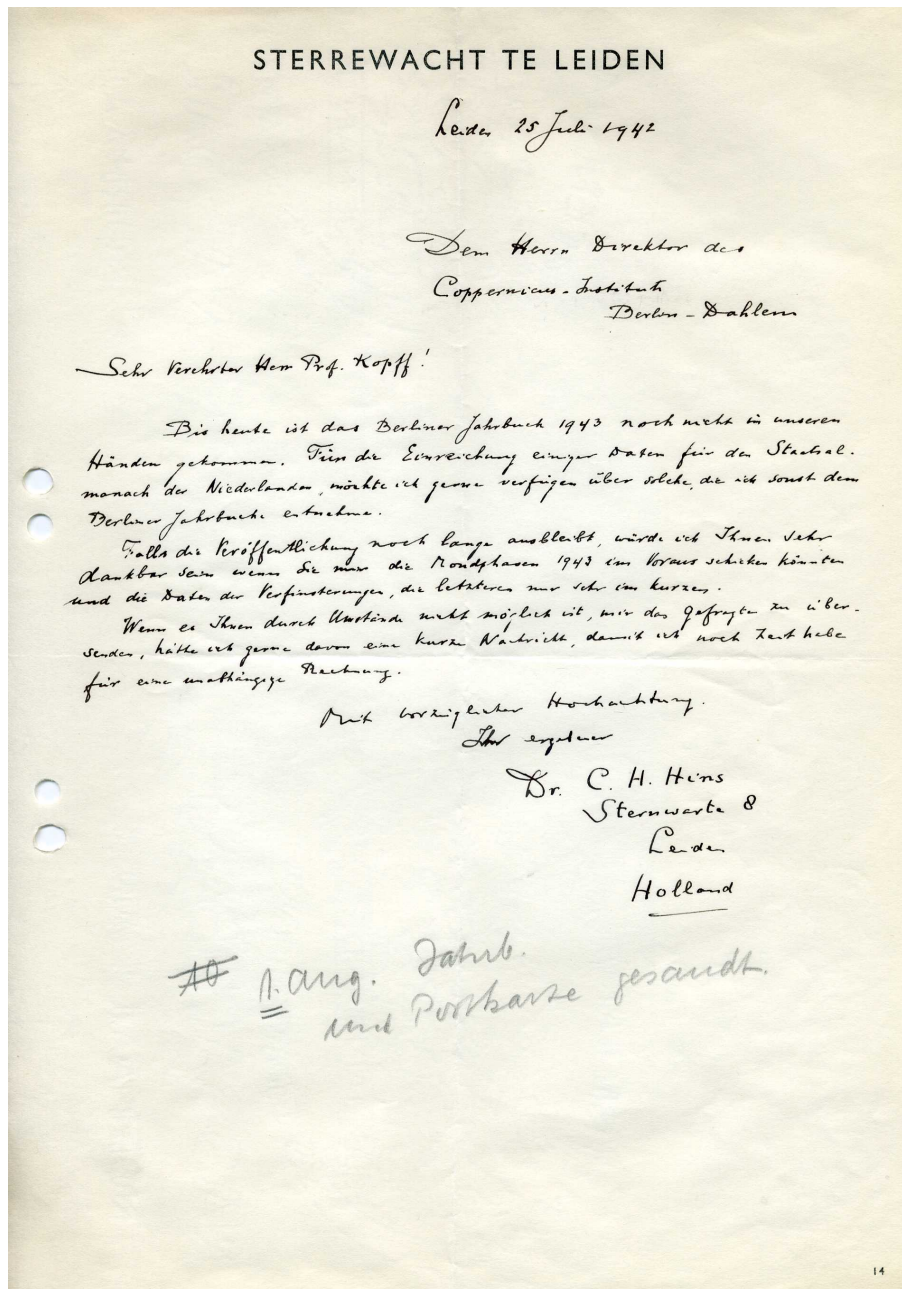 STERREWACHT TE LEIDEN
Leiden 25 Juli 1942
Dem Herrn Direktor des
Coppernicus-Instituts
Berlin-Dahlem
Sehr Verehrter Herr Prof. Kopff!
Bis heute ist das Berliner Jahrbuch 1943 noch nicht in unseren
Händen gekommen. Für die Einreichung einiger Daten für den Staatsal-
manach der Niederlanden, möchte ich gerne verfügen über solche, die ich sonst dem
Berliner Jahrbuche entnehme.
Falls die Veröffentlichung noch lange ausbleibt, würde ich Ihnen sehr
dankbar sein wenn Sie mir die Mondphasen 1943 im Voraus schicken könnten
und die Daten der Verfinsterungen, die letzteren nur sehr im kurzen.
Wenn es Ihnen durch Umstände nicht möglich ist, mir das Gefragte zu über-
senden, hätte ich gerne davon eine kurze Nachricht, damit ich noch Zeit habe
für eine unabhängige Rechnung.
Mit vorzüglicher Hochachtung.
Ihr ergebener
Dr. C. H. Hins
Sternwarte 8
Leiden
Holland
1. Aug. Jahrb.
und Postkarte gesandt.
14